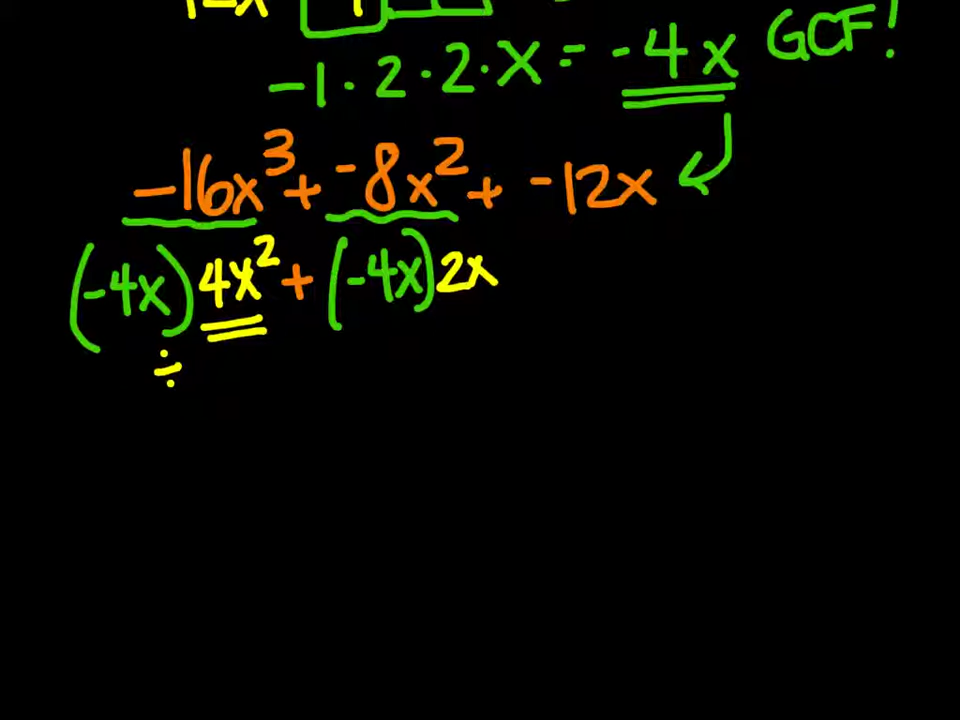 -1 · 2 · 2 · x = -4x GCF!
-16x³ + -8x² + -12x
(-4x) 4x² + (-4x) 2x
÷